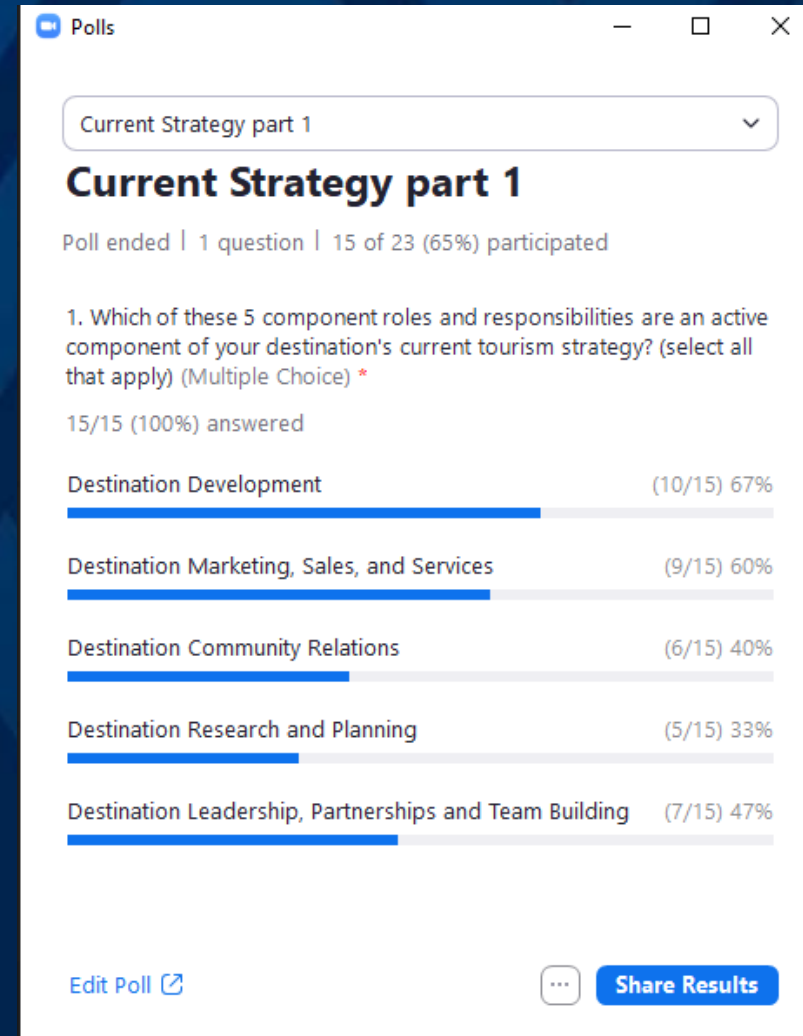 Polls
Current Strategy part 1
Current Strategy part 1
Poll ended | 1 question | 15 of 23 (65%) participated
1. Which of these 5 component roles and responsibilities are an active
component of your destination's current tourism strategy? (select all
that apply) (Multiple Choice) *
15/15 (100%) answered
Destination Development (10/15) 67%
Destination Marketing, Sales, and Services (9/15) 60%
Destination Community Relations (6/15) 40%
Destination Research and Planning (5/15) 33%
Destination Leadership, Partnerships and Team Building (7/15) 47%
Edit Poll ... Share Results